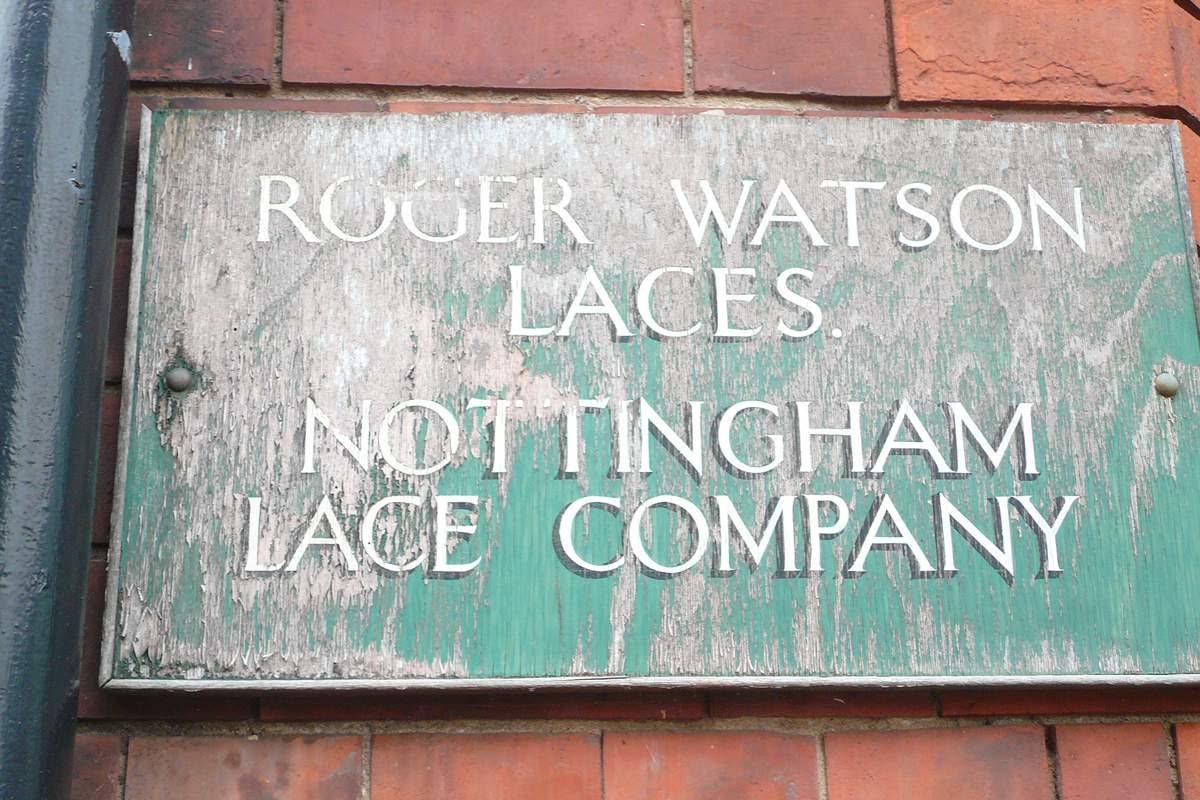 ROGER WATSON
LACES.
NOTTINGHAM
LACE COMPANY